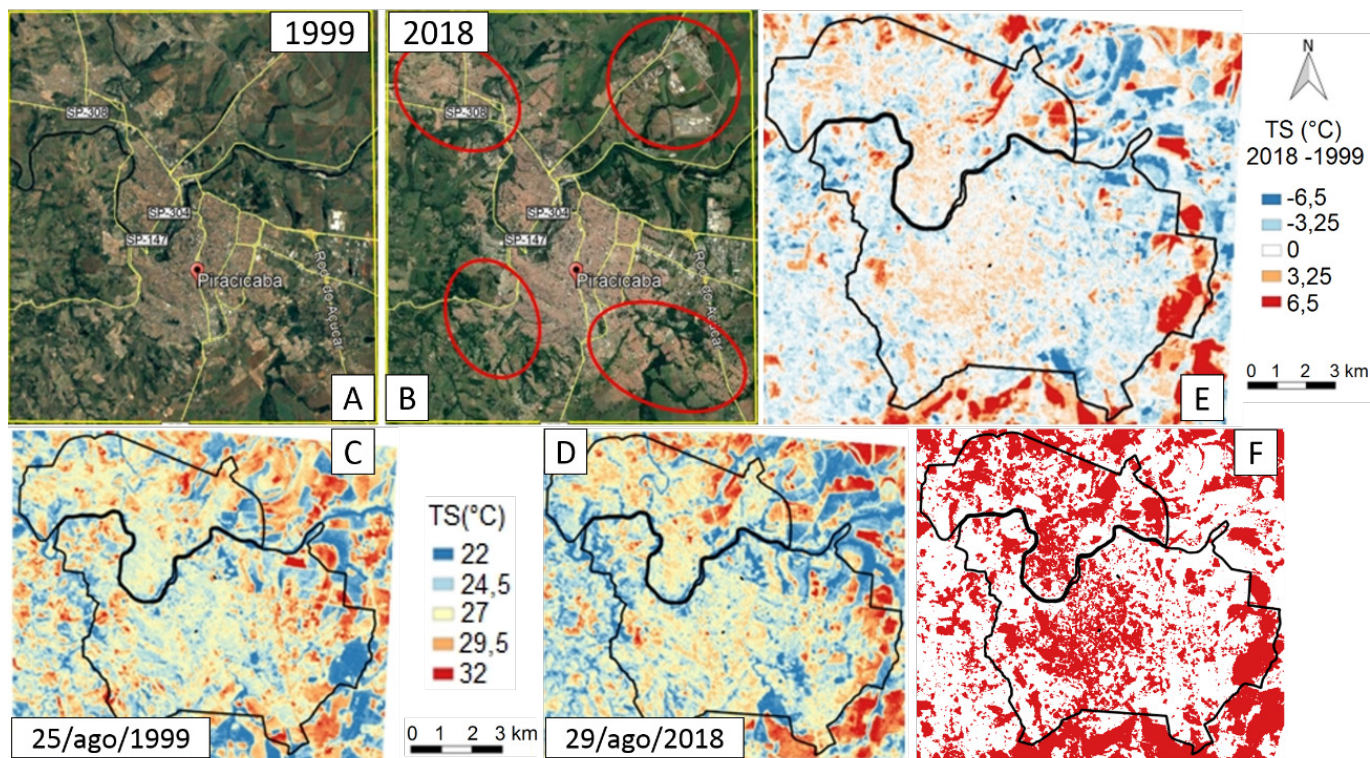 1999
SP-308
SP-304
SP-147
Piracicaba
Rod. do Açúcar
A
2018
SP-308
SP-304
SP-147
Piracicaba
Rod. do Açúcar
B
E
N
TS (°C)
2018 -1999
-6,5
-3,25
0
3,25
6,5
0 1 2 3 km
C
25/ago/1999
TS(°C)
22
24,5
27
29,5
32
0 1 2 3 km
D
29/ago/2018
F